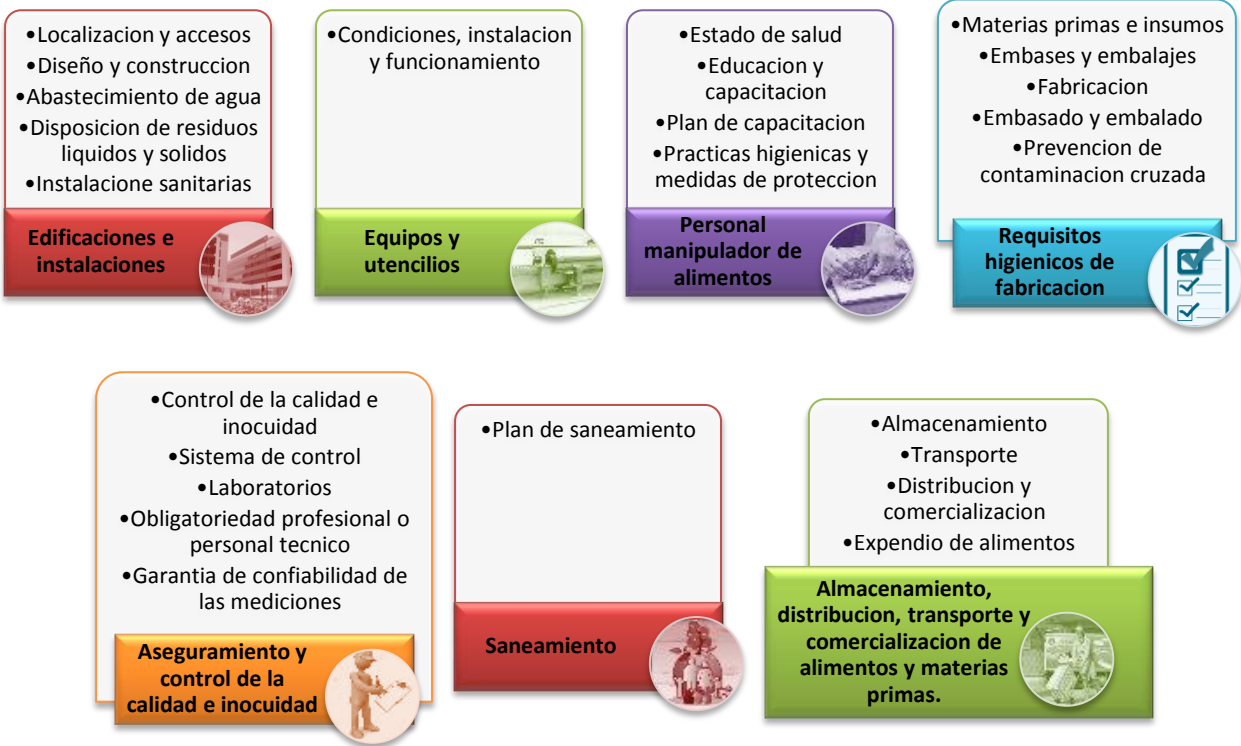 •Localizacion y accesos
•Diseño y construccion
•Abastecimiento de agua
•Disposicion de residuos
liquidos y solidos
•Instalacione sanitarias
Edificaciones e
instalaciones
•Condiciones, instalacion
y funcionamiento
Equipos y
utencilios
•Estado de salud
•Educacion y
capacitacion
•Plan de capacitacion
•Practicas higienicas y
medidas de proteccion
Personal
manipulador de
alimentos
•Materias primas e insumos
•Embases y embalajes
•Fabricacion
•Embasado y embalado
•Prevencion de
contaminacion cruzada
Requisitos
higienicos de
fabricacion
•Control de la calidad e
inocuidad
•Sistema de control
•Laboratorios
•Obligatoriedad profesional o
personal tecnico
•Garantia de confiabilidad de
las mediciones
Aseguramiento y
control de la
calidad e inocuidad
•Plan de saneamiento
Saneamiento
•Almacenamiento
•Transporte
•Distribucion y
comercializacion
•Expendio de alimentos
Almacenamiento,
distribucion, transporte y
comercializacion de
alimentos y materias
primas.